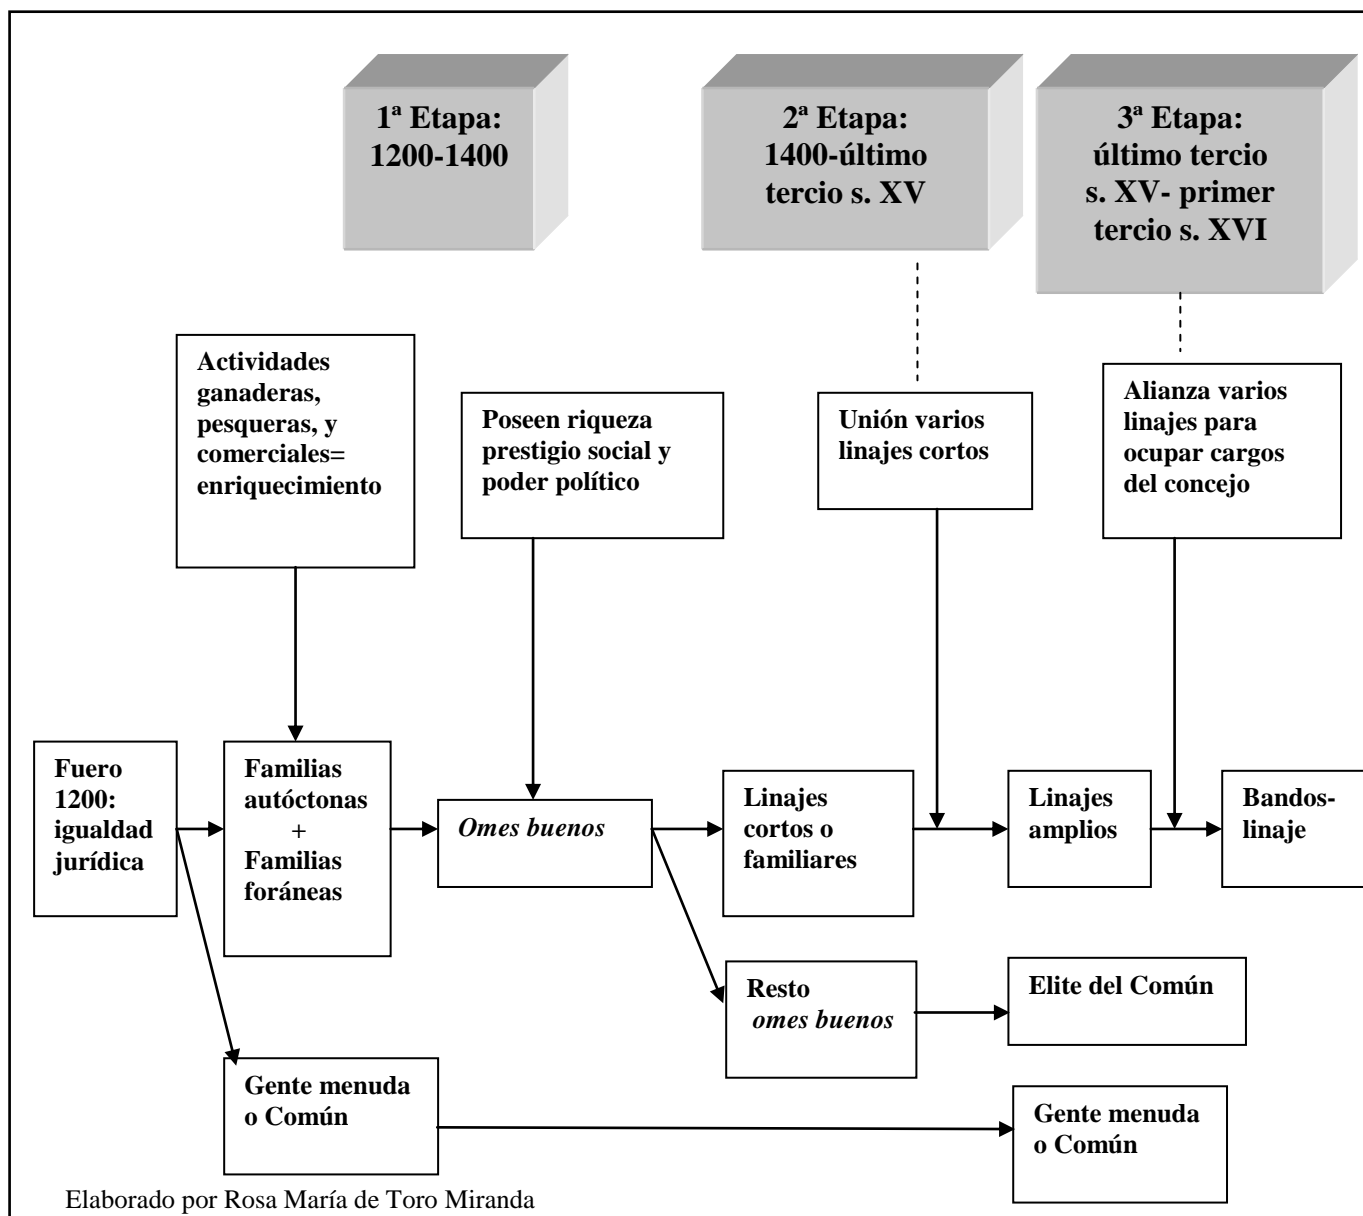 1ª Etapa:
1200-1400
2ª Etapa:
1400-último
tercio s. XV
3ª Etapa:
último tercio
s. XV- primer
tercio s. XVI
Actividades
ganaderas,
pesqueras, y
comerciales=
enriquecimiento
Poseen riqueza
prestigio social y
poder político
Unión varios
linajes cortos
Alianza varios
linajes para
ocupar cargos
del concejo
Fuero
1200:
igualdad
jurídica
Familias
autóctonas
+
Familias
foráneas
Omes buenos
Linajes
cortos o
familiares
Linajes
amplios
Bandos-
linaje
Resto
omes buenos
Elite del Común
Gente menuda
o Común
Gente menuda
o Común
Elaborado por Rosa María de Toro Miranda